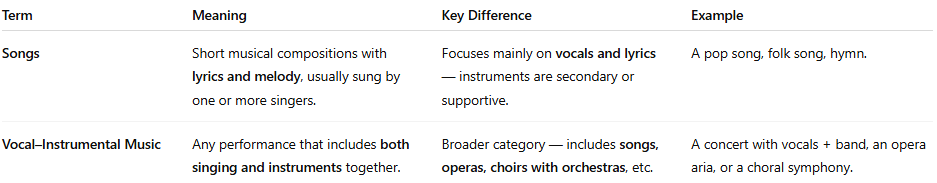 Term Meaning Key Difference Example
Songs Short musical compositions with Focuses mainly on vocals and lyrics A pop song, folk song, hymn.
lyrics and melody, usually sung by — instruments are secondary or
one or more singers. supportive.
Vocal–Instrumental Music Any performance that includes both Broader category — includes songs, A concert with vocals + band, an opera
singing and instruments together. operas, choirs with orchestras, etc. aria, or a choral symphony.